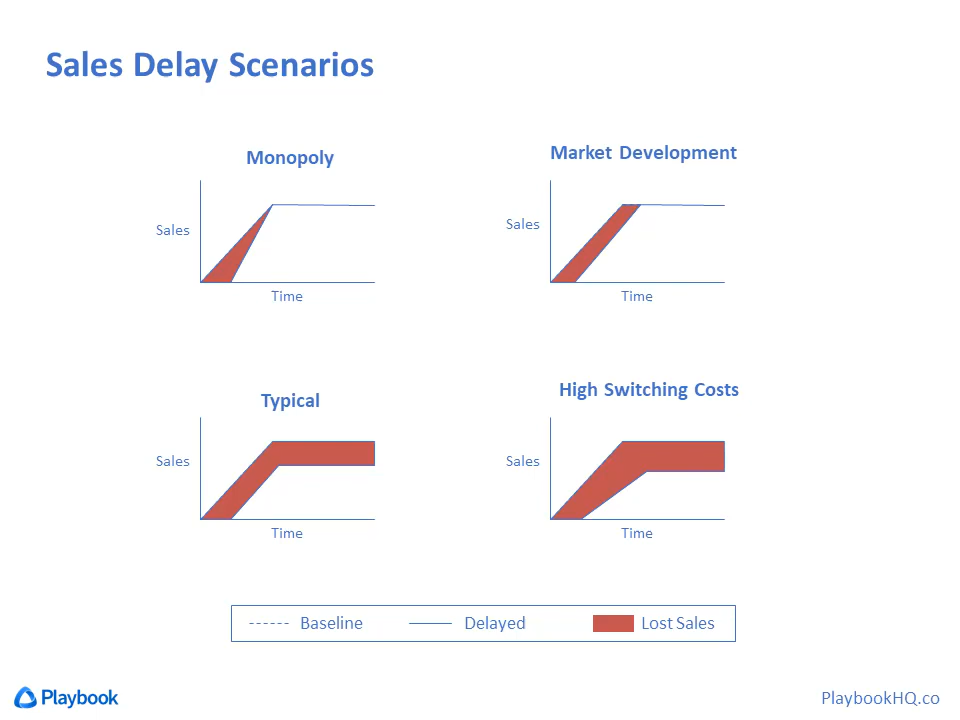 Sales Delay Scenarios
Monopoly
Sales
Time
Market Development
Sales
Time
Typical
Sales
Time
High Switching Costs
Sales
Time
Baseline
Delayed
Lost Sales
Playbook
PlaybookHQ.co